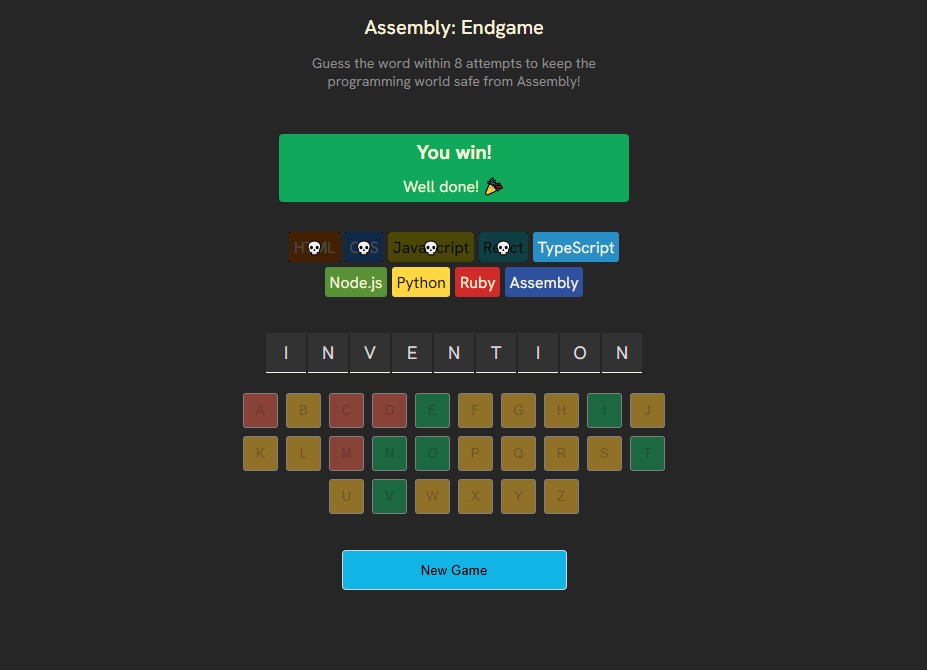 Assembly: Endgame
Guess the word within 8 attempts to keep the
programming world safe from Assembly!
You win!
Well done! 🎉
HTML CSS JavaScript React TypeScript
Node.js Python Ruby Assembly
I N V E N T I O N
A B C D E F G H I J
K L M N O P Q R S T
U V W X Y Z
New Game